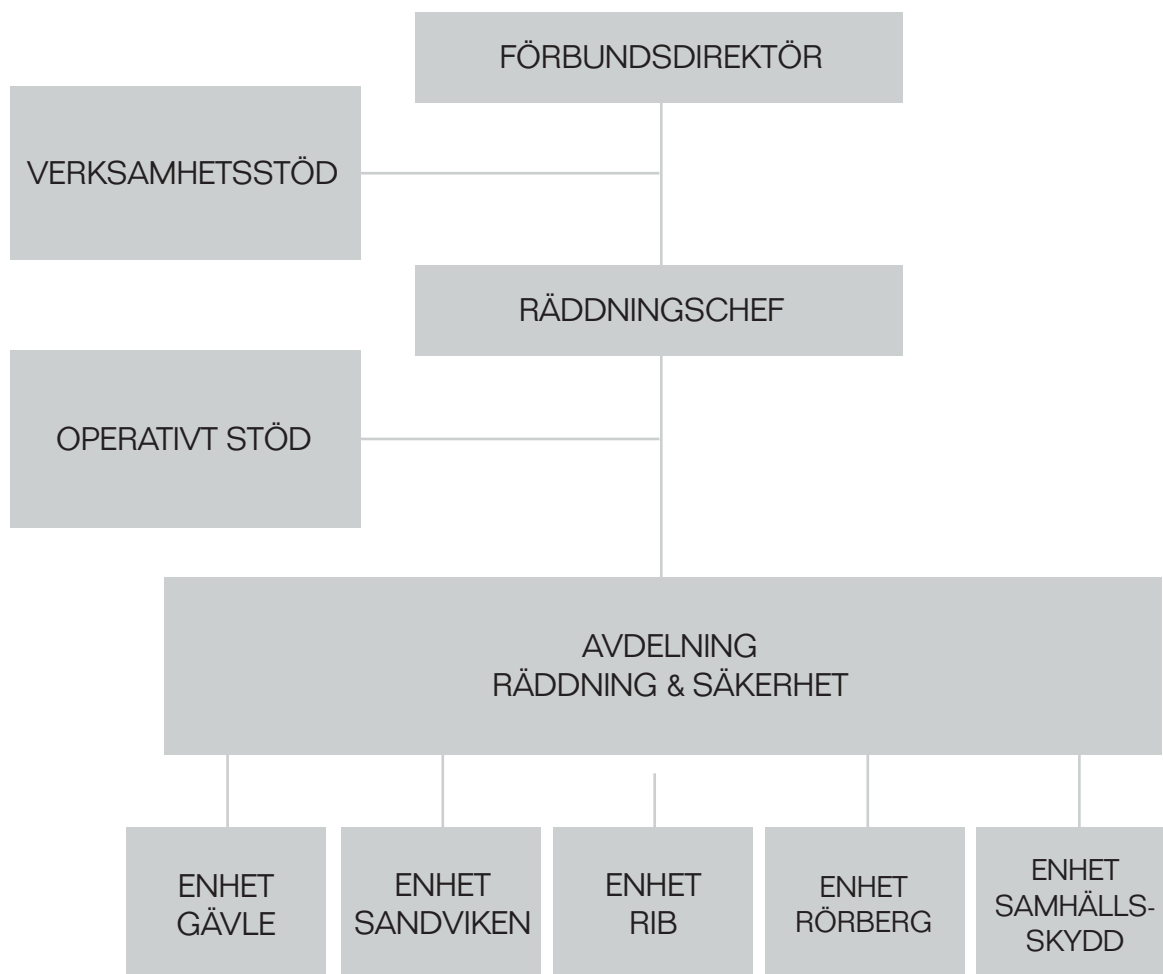 FÖRBUNDSDIREKTÖR
VERKSAMHETSSTÖD
RÄDDNINGSCHEF
OPERATIVT STÖD
AVDELNING
RÄDDNING & SÄKERHET
ENHET
GÄVLE
ENHET
SANDVIKEN
ENHET
RIB
ENHET
RÖRBERG
ENHET
SAMHÄLLS-
SKYDD